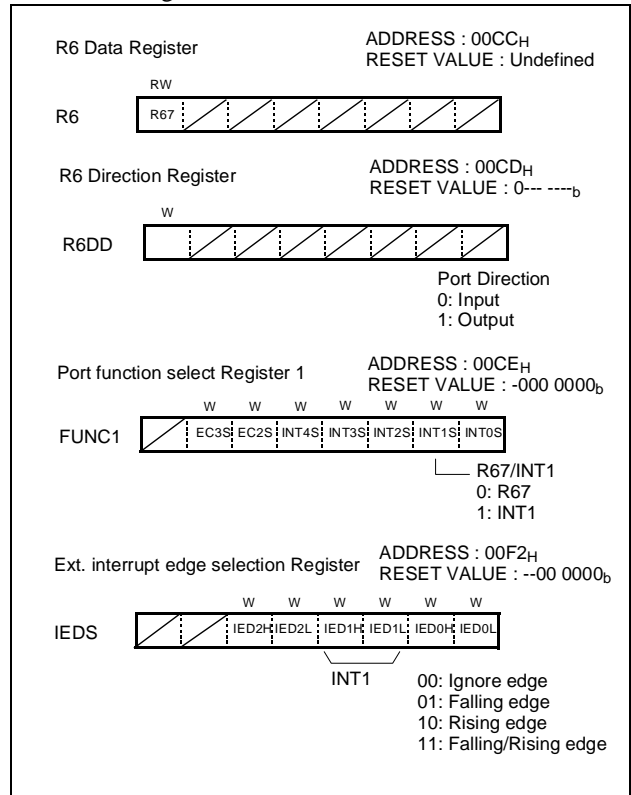 R6 Data Register
ADDRESS : 00CCH
RESET VALUE : Undefined
RW
R6
R67
R6 Direction Register
ADDRESS : 00CDH
RESET VALUE : 0--- ----b
W
R6DD
Port Direction
0: Input
1: Output
Port function select Register 1
ADDRESS : 00CEH
RESET VALUE : -000 0000b
W W W W W W W
FUNC1
EC3S EC2S INT4S INT3S INT2S INT1S INT0S
R67/INT1
0: R67
1: INT1
Ext. interrupt edge selection Register
ADDRESS : 00F2H
RESET VALUE : --00 0000b
W W W W W W
IEDS
IED2H IED2L IED1H IED1L IED0H IED0L
INT1
00: Ignore edge
01: Falling edge
10: Rising edge
11: Falling/Rising edge